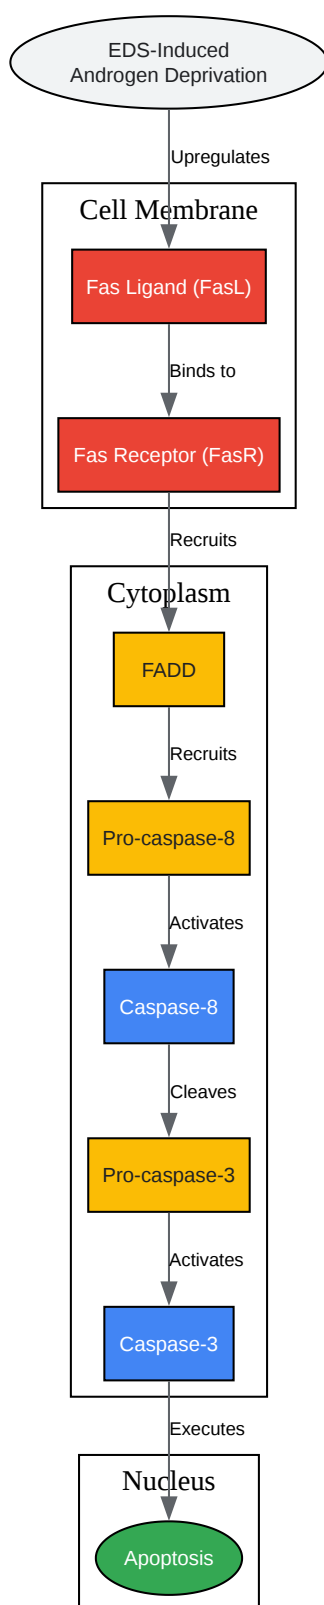 EDS-Induced
Androgen Deprivation
Upregulates
Cell Membrane
Fas Ligand (FasL)
Binds to
Fas Receptor (FasR)
Recruits
Cytoplasm
FADD
Recruits
Pro-caspase-8
Activates
Caspase-8
Cleaves
Pro-caspase-3
Activates
Caspase-3
Executes
Nucleus
Apoptosis